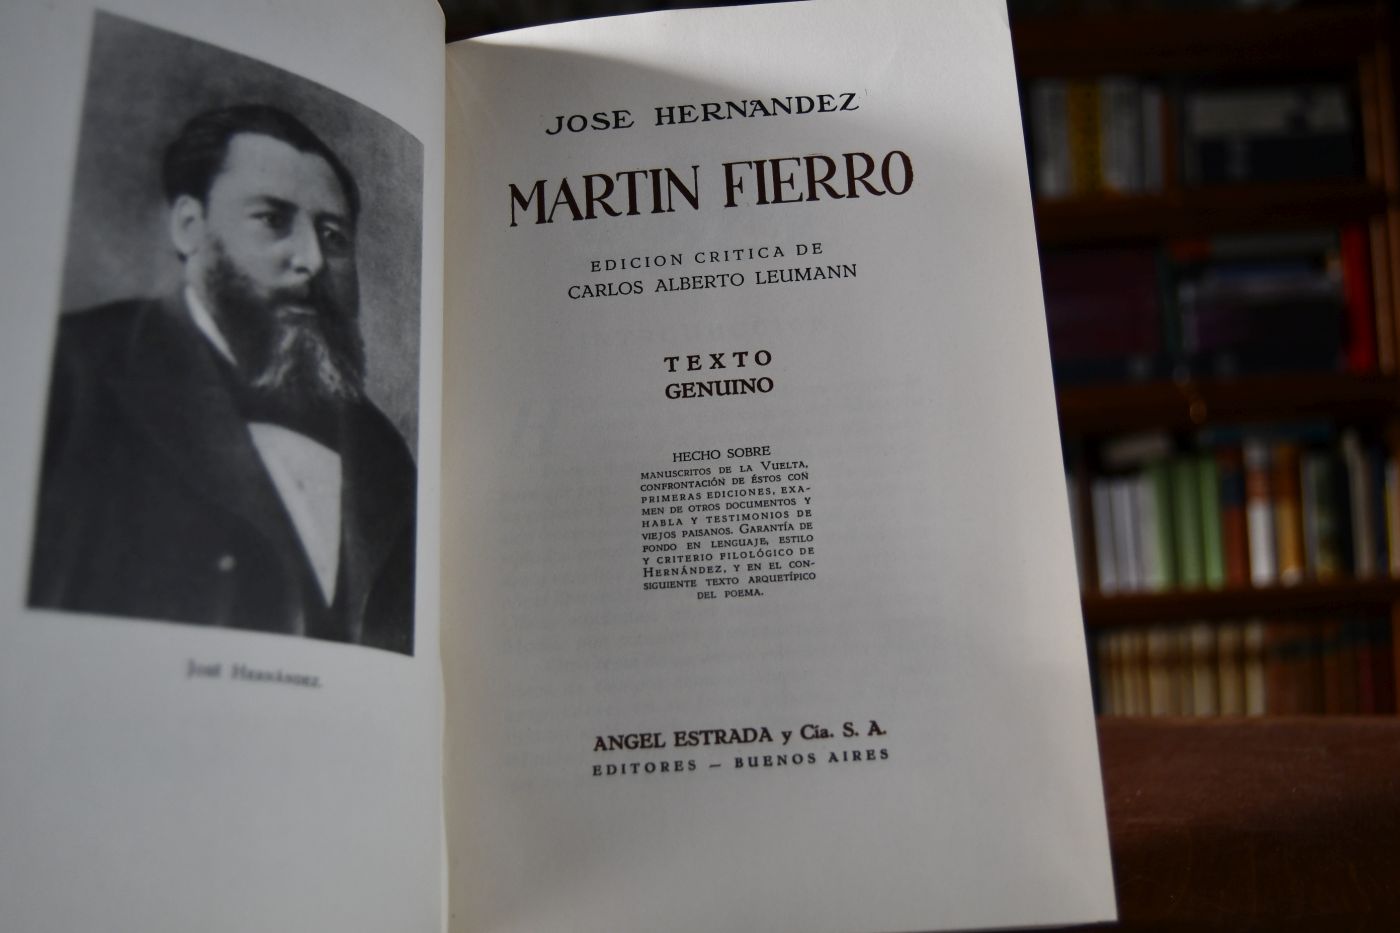 José Hernández.
JOSE HERNANDEZ
MARTIN FIERRO
EDICION CRITICA DE
CARLOS ALBERTO LEUMANN
TEXTO
GENUINO
HECHO SOBRE
MANUSCRITOS DE LA VUELTA,
CONFRONTACIÓN DE ÉSTOS CON
PRIMERAS EDICIONES, EXA-
MEN DE OTROS DOCUMENTOS Y
HABLA Y TESTIMONIOS DE
VIEJOS PAISANOS. GARANTÍA DE
FONDO EN LENGUAJE, ESTILO
Y CRITERIO FILOLÓGICO DE
HERNÁNDEZ, Y EN EL CON-
SIGUIENTE TEXTO ARQUETÍPICO
DEL POEMA.
ANGEL ESTRADA y Cía. S. A.
EDITORES — BUENOS AIRES